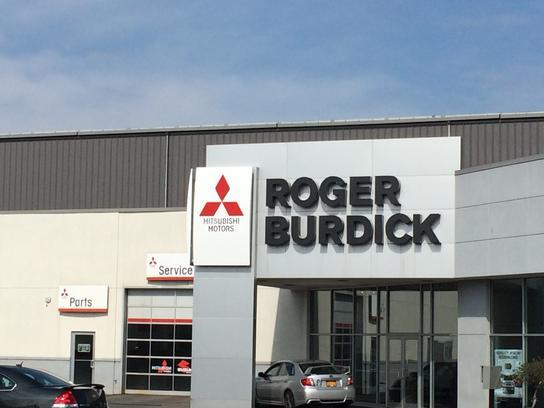 ROGER
BURDICK
MITSUBISHI
MOTORS
Service
Parts